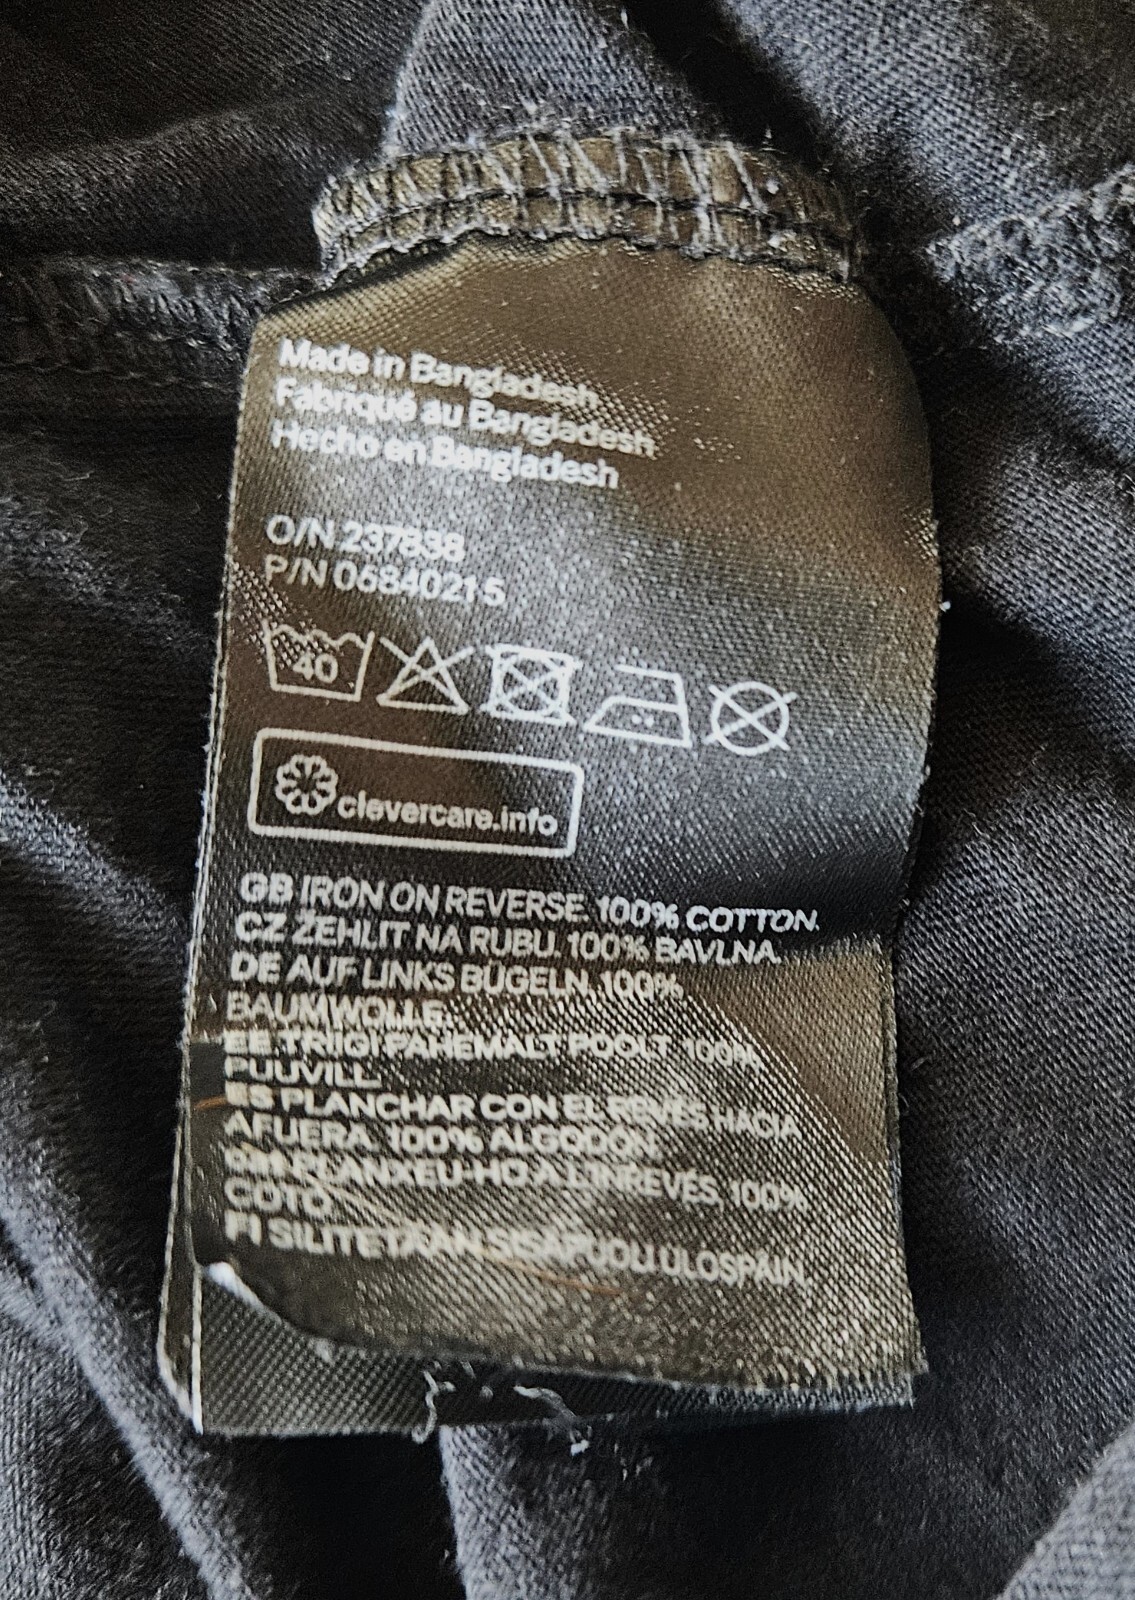 Made in Bangladesh
Fabriqué au Bangladesh
Hecho en Bangladesh
O/N 237838
P/N 06840215
40
clevercare.info
GB IRON ON REVERSE. 100% COTTON.
CZ ŽEHLIT NA RUBU. 100% BAVLNA.
DE AUF LINKS BÜGELN. 100%
BAUMWOLLE.
EE TRIIGI PAHEMALT POOLT. 100%
PUUVILL.
ES PLANCHAR CON EL REVÉS HACIA
AFUERA. 100% ALGODÓN.
PLANXEU-HO A L'INREVÉS. 100%
COTÓ
FI SILITETÄÄN SISÄPUOLI ULOSPÄIN.